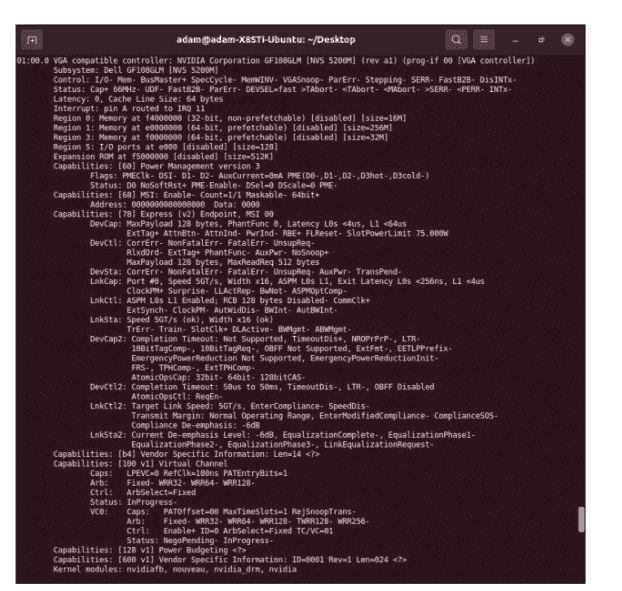 adam@adam-X8STi-Ubuntu: ~/Desktop
01:00.0 VGA compatible controller: NVIDIA Corporation GF108GLM [NVS 5200M] (rev a1) (prog-if 00 [VGA controller])
Subsystem: Dell GF108GLM [NVS 5200M]
Control: I/O- Mem- BusMaster+ SpecCycle- MemWINV- VGASnoop- ParErr- Stepping- SERR- FastB2B- DisINTx-
Status: Cap+ 66MHz- UDF- FastB2B- ParErr- DEVSEL=fast >TAbort- <TAbort- <MAbort- >SERR- <PERR- INTx-
Latency: 0, Cache Line Size: 64 bytes
Interrupt: pin A routed to IRQ 11
Region 0: Memory at f4000000 (32-bit, non-prefetchable) [disabled] [size=16M]
Region 1: Memory at e0000000 (64-bit, prefetchable) [disabled] [size=256M]
Region 3: Memory at f0000000 (64-bit, prefetchable) [disabled] [size=32M]
Region 5: I/O ports at e000 [disabled] [size=128]
Expansion ROM at f5000000 [disabled] [size=512K]
Capabilities: [60] Power Management version 3
Flags: PMEClk- DSI- D1- D2- AuxCurrent=0mA PME(D0-,D1-,D2-,D3hot-,D3cold-)
Status: D0 NoSoftRst+ PME-Enable- DSel=0 DScale=0 PME-
Capabilities: [68] MSI: Enable- Count=1/1 Maskable- 64bit+
Address: 0000000000000000 Data: 0000
Capabilities: [78] Express (v2) Endpoint, MSI 00
DevCap: MaxPayload 128 bytes, PhantFunc 0, Latency L0s <4us, L1 <64us
ExtTag+ AttnBtn- AttnInd- PwrInd- RBE+ FLReset- SlotPowerLimit 75.000W
DevCtl: CorrErr- NonFatalErr- FatalErr- UnsupReq-
RlxdOrd- ExtTag+ PhantFunc- AuxPwr- NoSnoop+
MaxPayload 128 bytes, MaxReadReq 512 bytes
DevSta: CorrErr- NonFatalErr- FatalErr- UnsupReq- AuxPwr- TransPend-
LnkCap: Port #0, Speed 5GT/s, Width x16, ASPM L0s L1, Exit Latency L0s <256ns, L1 <4us
ClockPM+ Surprise- LLActRep- BwNot- ASPMOptComp-
LnkCtl: ASPM L0s L1 Enabled; RCB 128 bytes Disabled- CommClk+
ExtSynch- ClockPM- AutWidDis- BWInt- AutBWInt-
LnkSta: Speed 5GT/s (ok), Width x16 (ok)
TrErr- Train- SlotClk+ DLActive- BWMgmt- ABWMgmt-
DevCap2: Completion Timeout: Not Supported, TimeoutDis+, NROPrPrP-, LTR-
10BitTagComp-, 10BitTagReq-, OBFF Not Supported, ExtFmt-, EETLPPrefix-
EmergencyPowerReduction Not Supported, EmergencyPowerReductionInit-
FRS-, TPHComp-, ExtTPHComp-
AtomicOpsCap: 32bit- 64bit- 128bitCAS-
DevCtl2: Completion Timeout: 50us to 50ms, TimeoutDis-, LTR-, OBFF Disabled
AtomicOpsCtl: ReqEn-
LnkCtl2: Target Link Speed: 5GT/s, EnterCompliance- SpeedDis-
Transmit Margin: Normal Operating Range, EnterModifiedCompliance- ComplianceSOS-
Compliance De-emphasis: -6dB
LnkSta2: Current De-emphasis Level: -6dB, EqualizationComplete-, EqualizationPhase1-
EqualizationPhase2-, EqualizationPhase3-, LinkEqualizationRequest-
Capabilities: [b4] Vendor Specific Information: Len=14 <?>
Capabilities: [100 v1] Virtual Channel
Caps: LPEVC=0 RefClk=100ns PATEntryBits=1
Arb: Fixed- WRR32- WRR64- WRR128-
Ctrl: ArbSelect=Fixed
Status: InProgress-
VC0: Caps: PATOffset=00 MaxTimeSlots=1 RejSnoopTrans-
Arb: Fixed- WRR32- WRR64- WRR128- TWRR128- WRR256-
Ctrl: Enable+ ID=0 ArbSelect=Fixed TC/VC=01
Status: NegoPending- InProgress-
Capabilities: [128 v1] Power Budgeting <?>
Capabilities: [600 v1] Vendor Specific Information: ID=0001 Rev=1 Len=024 <?>
Kernel modules: nvidiafb, nouveau, nvidia_drm, nvidia